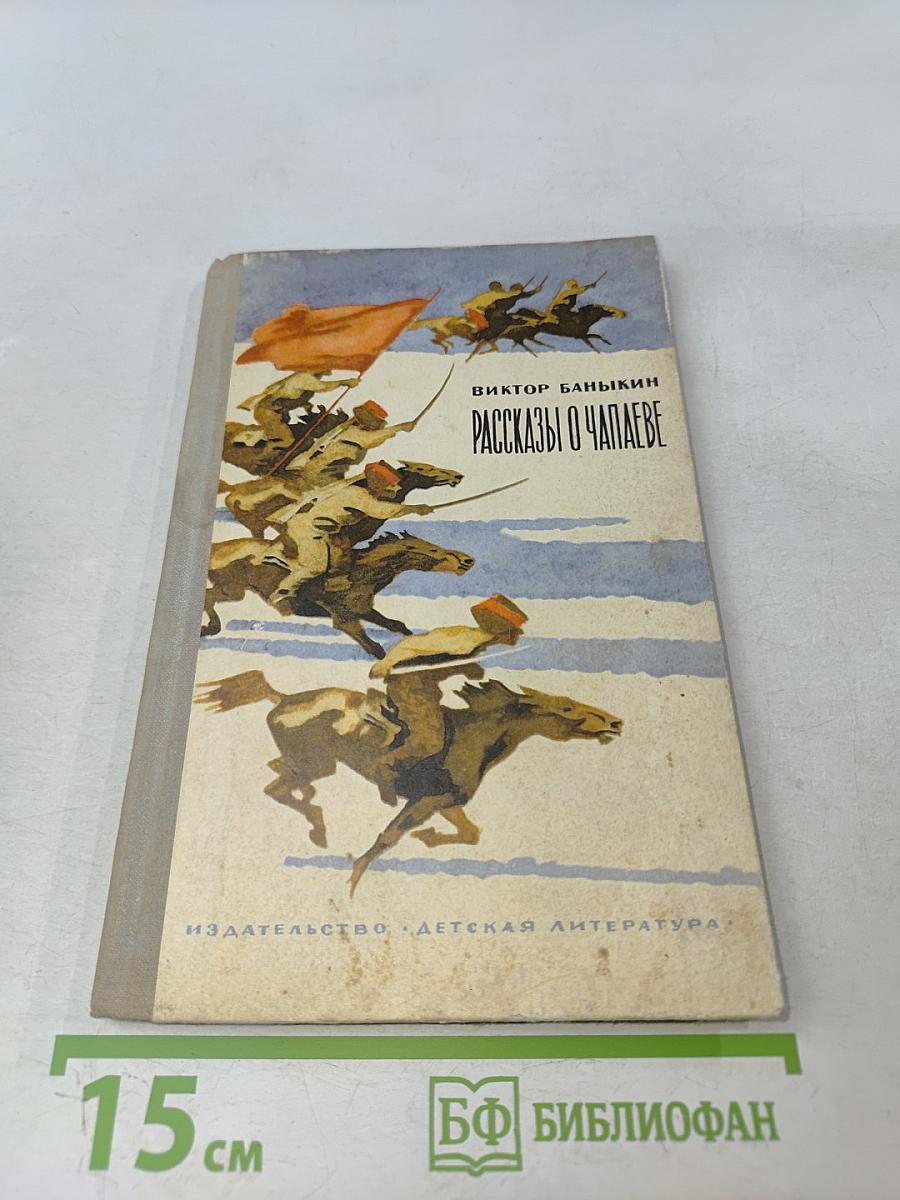 ВИКТОР БАНЫКИН
РАССКАЗЫ О ЧАПАЕВЕ
ИЗДАТЕЛЬСТВО · ДЕТСКАЯ ЛИТЕРАТУРА ·
15 см
БФ БИБЛИОФАН